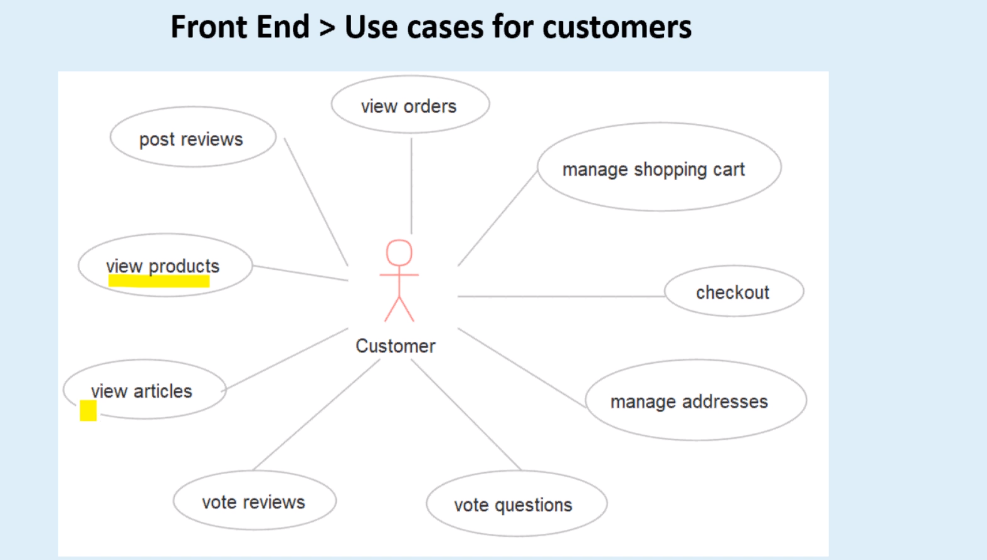 Front End > Use cases for customers
view orders
post reviews
manage shopping cart
view products
checkout
Customer
view articles
manage addresses
vote reviews
vote questions